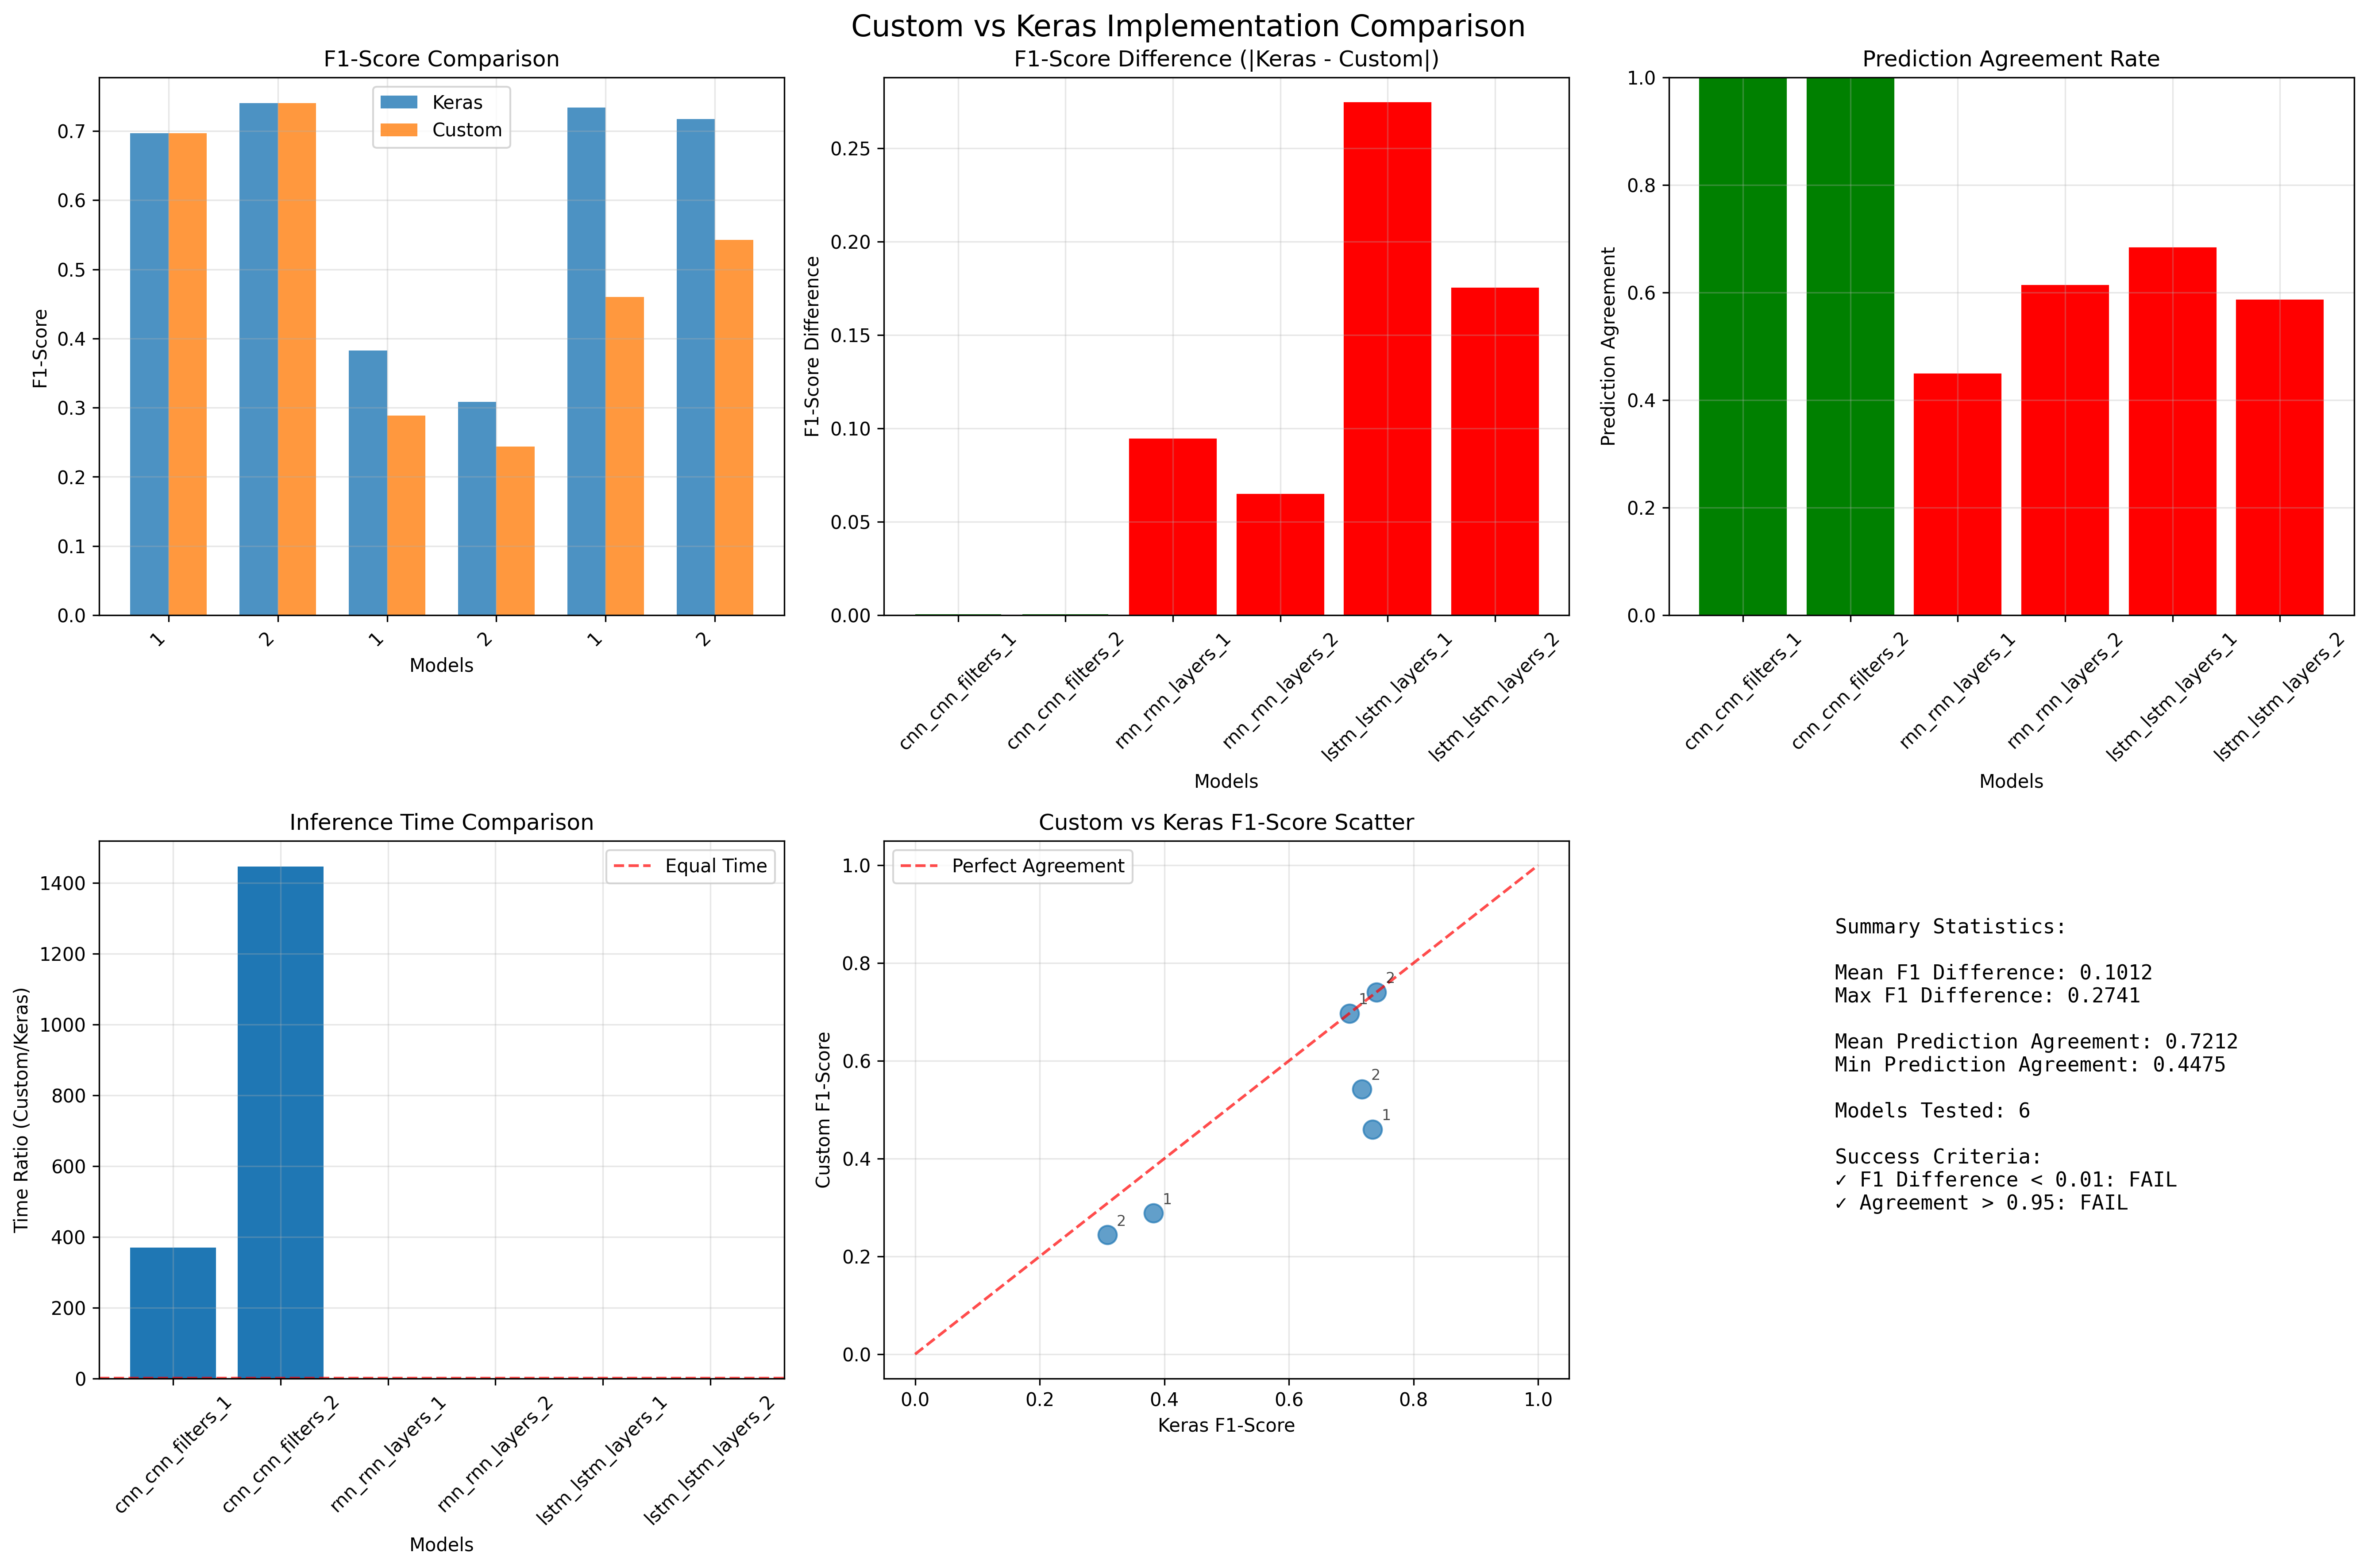 Custom vs Keras Implementation Comparison
F1-Score Comparison
Keras
Custom
F1-Score
0.7
0.6
0.5
0.4
0.3
0.2
0.1
0.0
1
2
1
2
1
2
Models
F1-Score Difference (|Keras - Custom|)
F1-Score Difference
0.25
0.20
0.15
0.10
0.05
0.00
cnn_cnn_filters_1
cnn_cnn_filters_2
rnn_rnn_layers_1
rnn_rnn_layers_2
lstm_lstm_layers_1
lstm_lstm_layers_2
Models
Prediction Agreement Rate
Prediction Agreement
1.0
0.8
0.6
0.4
0.2
0.0
cnn_cnn_filters_1
cnn_cnn_filters_2
rnn_rnn_layers_1
rnn_rnn_layers_2
lstm_lstm_layers_1
lstm_lstm_layers_2
Models
Inference Time Comparison
Equal Time
Time Ratio (Custom/Keras)
1400
1200
1000
800
600
400
200
0
cnn_cnn_filters_1
cnn_cnn_filters_2
rnn_rnn_layers_1
rnn_rnn_layers_2
lstm_lstm_layers_1
lstm_lstm_layers_2
Models
Custom vs Keras F1-Score Scatter
Perfect Agreement
Custom F1-Score
1.0
0.8
0.6
0.4
0.2
0.0
2
1
2
1
1
2
0.0
0.2
0.4
0.6
0.8
1.0
Keras F1-Score
Summary Statistics:
Mean F1 Difference: 0.1012
Max F1 Difference: 0.2741
Mean Prediction Agreement: 0.7212
Min Prediction Agreement: 0.4475
Models Tested: 6
Success Criteria:
✓ F1 Difference < 0.01: FAIL
✓ Agreement > 0.95: FAIL